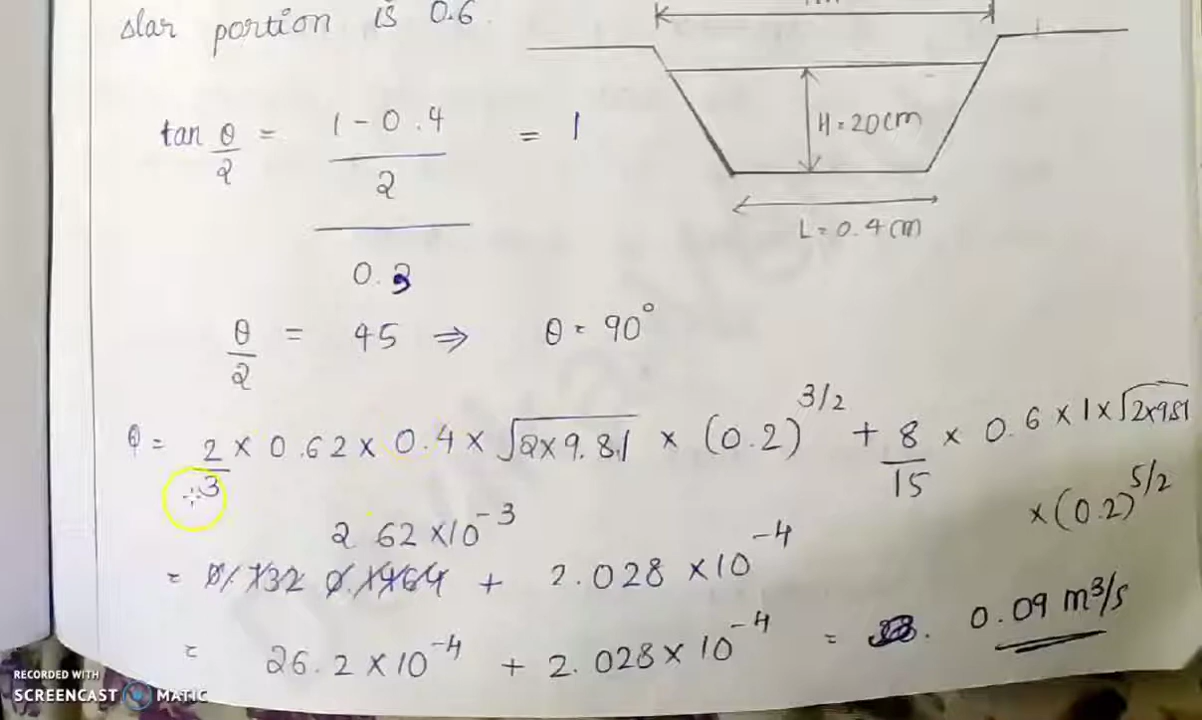 slar portion is 0.6.
tan θ/2 = 1 - 0.4 / 2 / 0.3 = 1
H = 20cm
L = 0.4 cm
θ/2 = 45 ⇒ θ = 90°
Q = 2/3 × 0.62 × 0.4 × √2×9.81 × (0.2)^3/2 + 8/15 × 0.6 × 1 × √2×981
× (0.2)^5/2
2 62 ×10^-3
= + 2.028 ×10^-4
= 26.2 × 10^-4 + 2.028 × 10^-4 = . 0.09 m³/s
RECORDED WITH
SCREENCAST MATIC